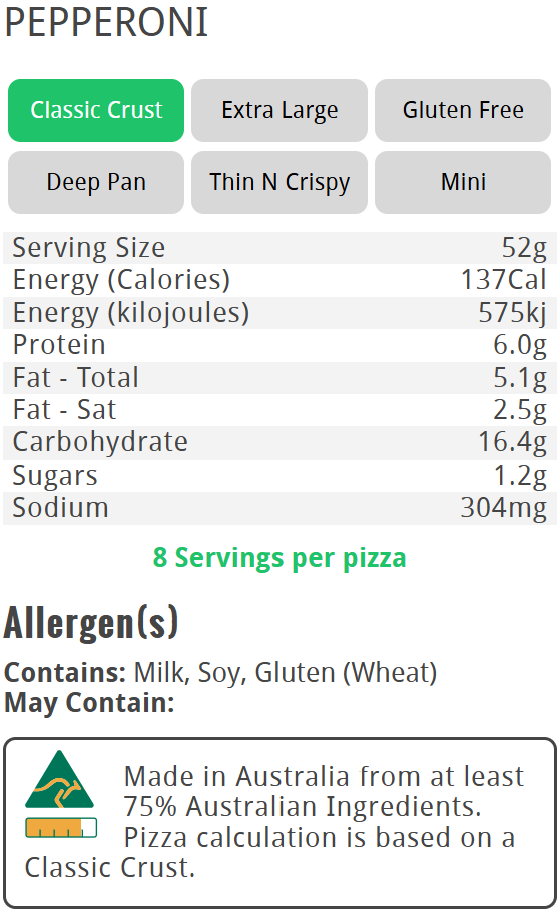 PEPPERONI
Classic Crust
Extra Large
Gluten Free
Deep Pan
Thin N Crispy
Mini
Serving Size 52g
Energy (Calories) 137Cal
Energy (kilojoules) 575kj
Protein 6.0g
Fat - Total 5.1g
Fat - Sat 2.5g
Carbohydrate 16.4g
Sugars 1.2g
Sodium 304mg
8 Servings per pizza
Allergen(s)
Contains: Milk, Soy, Gluten (Wheat)
May Contain:
Made in Australia from at least
75% Australian Ingredients.
Pizza calculation is based on a
Classic Crust.